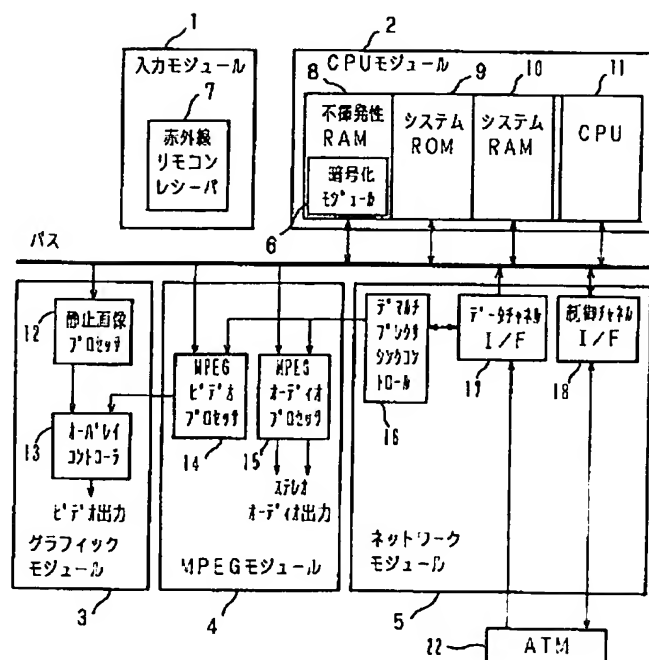 1
入力モジュール
7
赤外線
リモコン
レシーバ
2
CPUモジュール
8
不揮発性
RAM
暗号化
モジュール
6
9
システム
ROM
10
システム
RAM
11
CPU
バス
12
静止画像
プロセッサ
13
オーバレイ
コントローラ
ビデオ出力
グラフィック
モジュール
3
MPEG
ビデオ
プロセッサ
14
MPEG
オーディオ
プロセッサ
15
ステレオ
オーディオ出力
MPEGモジュール
4
デマルチ
プレクサ
シンクコン
トロール
16
データチャネル
I/F
17
制御チャネル
I/F
18
ネットワーク
モジュール
5
22
ATM